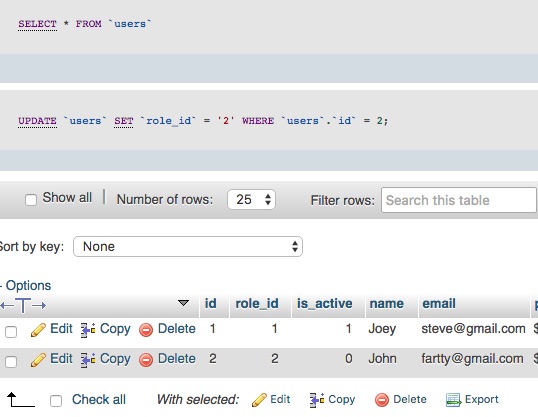 SELECT * FROM `users`
UPDATE `users` SET `role_id` = '2' WHERE `users`.`id` = 2;
Show all | Number of rows: 25 Filter rows: Search this table
Sort by key: None
+ Options
id role_id is_active name email p
Edit Copy Delete 1 1 1 Joey steve@gmail.com $
Edit Copy Delete 2 2 0 John fartty@gmail.com $
Check all With selected: Edit Copy Delete Export